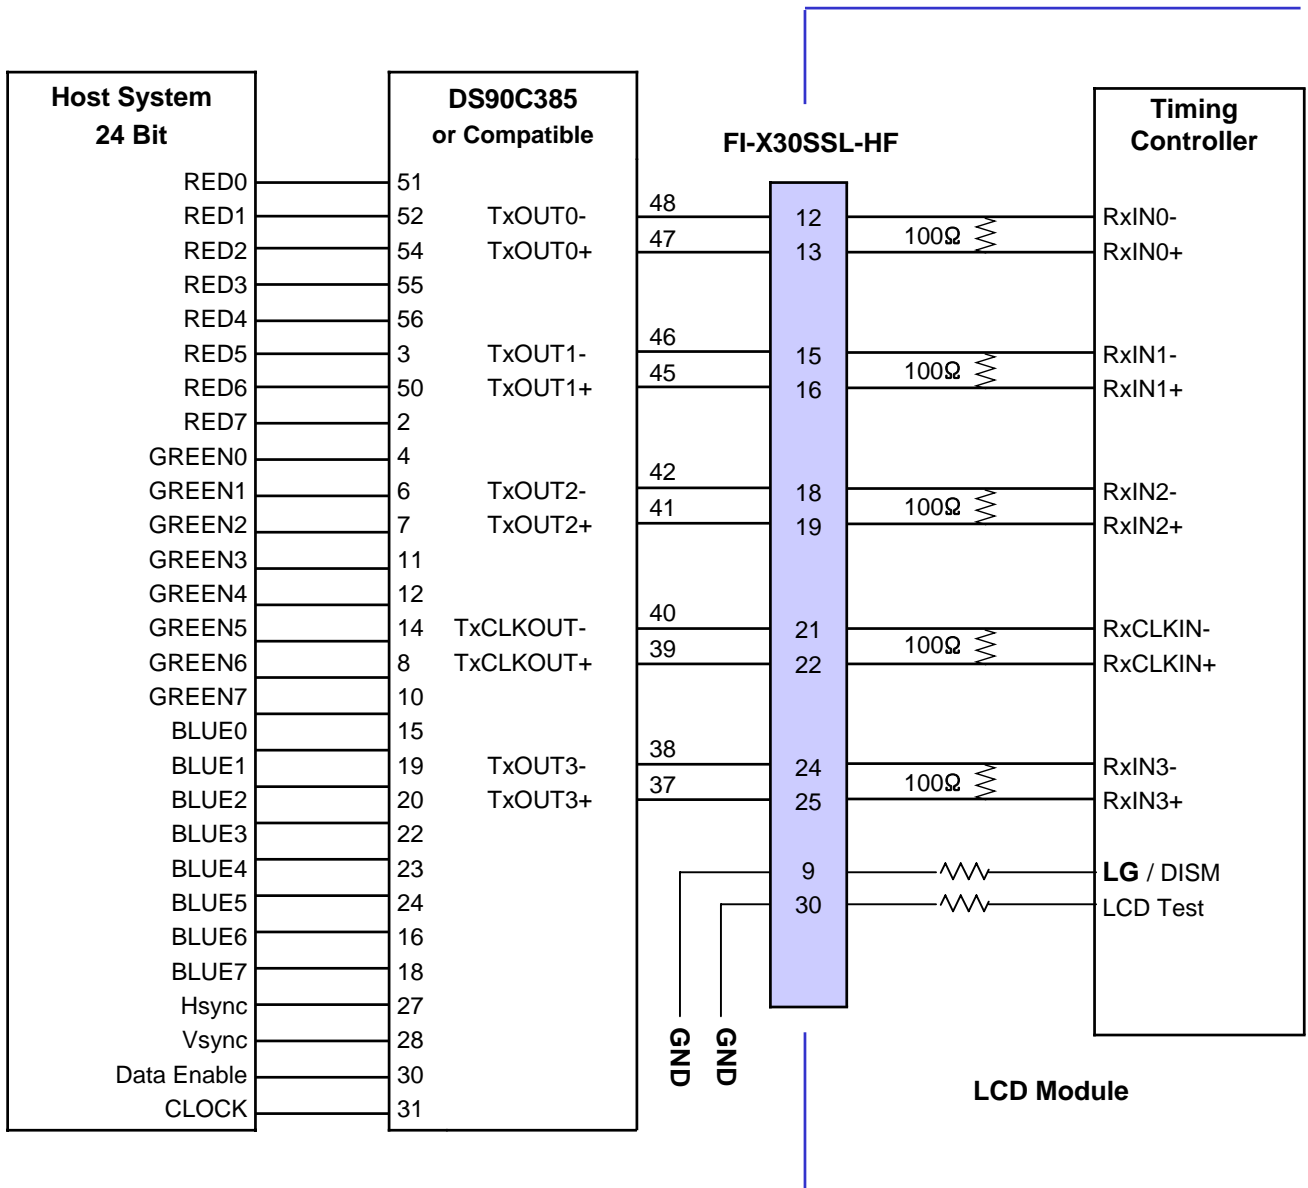 Host System
24 Bit
RED0
RED1
RED2
RED3
RED4
RED5
RED6
RED7
GREEN0
GREEN1
GREEN2
GREEN3
GREEN4
GREEN5
GREEN6
GREEN7
BLUE0
BLUE1
BLUE2
BLUE3
BLUE4
BLUE5
BLUE6
BLUE7
Hsync
Vsync
Data Enable
CLOCK
DS90C385
or Compatible
51
52 TxOUT0-
54 TxOUT0+
55
56
3 TxOUT1-
50 TxOUT1+
2
4
6 TxOUT2-
7 TxOUT2+
11
12
14 TxCLKOUT-
8 TxCLKOUT+
10
15
19 TxOUT3-
20 TxOUT3+
22
23
24
16
18
27
28
30
31
48
47
46
45
42
41
40
39
38
37
GND
GND
FI-X30SSL-HF
12
13
15
16
18
19
21
22
24
25
9
30
100Ω
100Ω
100Ω
100Ω
100Ω
Timing
Controller
RxIN0-
RxIN0+
RxIN1-
RxIN1+
RxIN2-
RxIN2+
RxCLKIN-
RxCLKIN+
RxIN3-
RxIN3+
LG / DISM
LCD Test
LCD Module